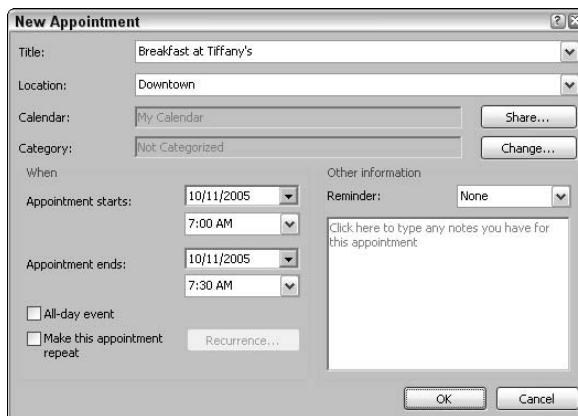 New Appointment
Title: Breakfast at Tiffany's
Location: Downtown
Calendar: My Calendar Share...
Category: Not Categorized Change...
When
Appointment starts: 10/11/2005
7:00 AM
Appointment ends: 10/11/2005
7:30 AM
All-day event
Make this appointment
repeat
Recurrence...
Other information
Reminder: None
Click here to type any notes you have for
this appointment
OK Cancel